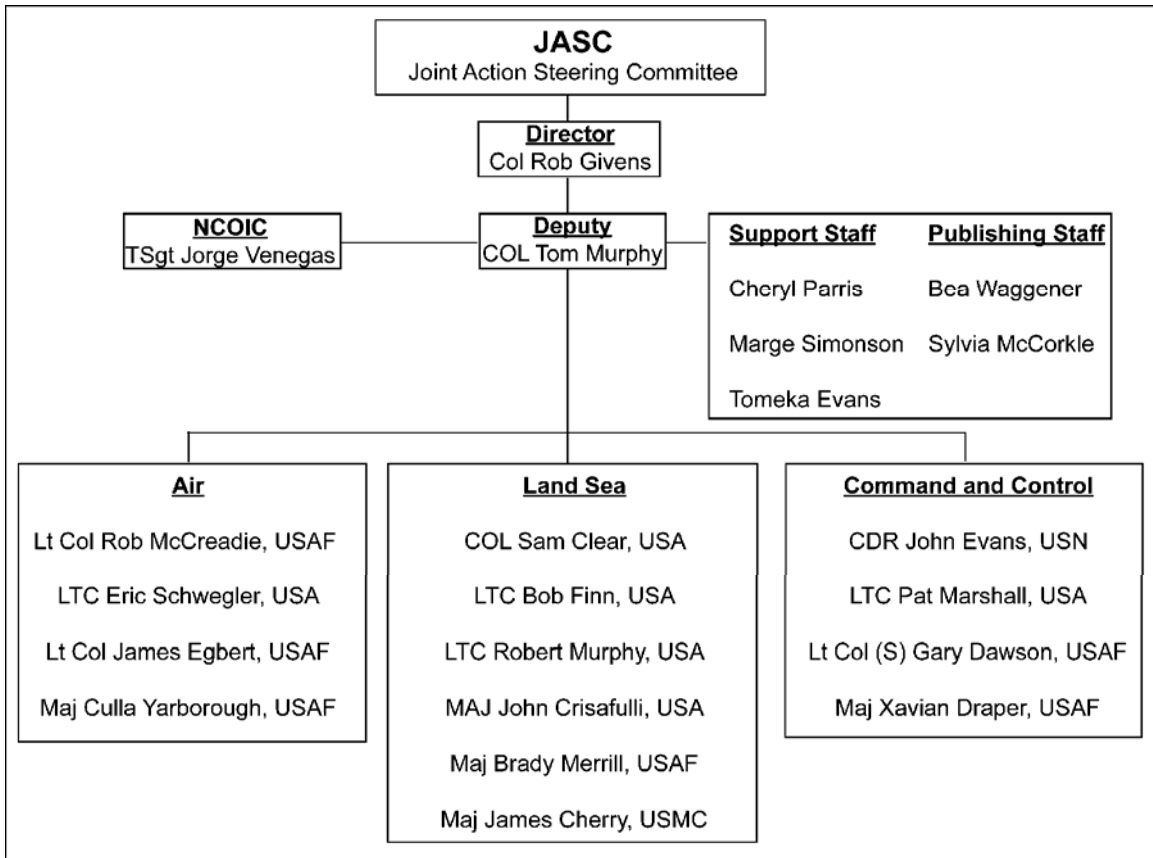 JASC
Joint Action Steering Committee
Director
Col Rob Givens
NCOIC
TSgt Jorge Venegas
Deputy
COL Tom Murphy
Support Staff
Cheryl Parris
Marge Simonson
Tomeka Evans
Publishing Staff
Bea Waggener
Sylvia McCorkle
Air
Lt Col Rob McCreadie, USAF
LTC Eric Schwegler, USA
Lt Col James Egbert, USAF
Maj Culla Yarborough, USAF
Land Sea
COL Sam Clear, USA
LTC Bob Finn, USA
LTC Robert Murphy, USA
MAJ John Crisafulli, USA
Maj Brady Merrill, USAF
Maj James Cherry, USMC
Command and Control
CDR John Evans, USN
LTC Pat Marshall, USA
Lt Col (S) Gary Dawson, USAF
Maj Xavian Draper, USAF